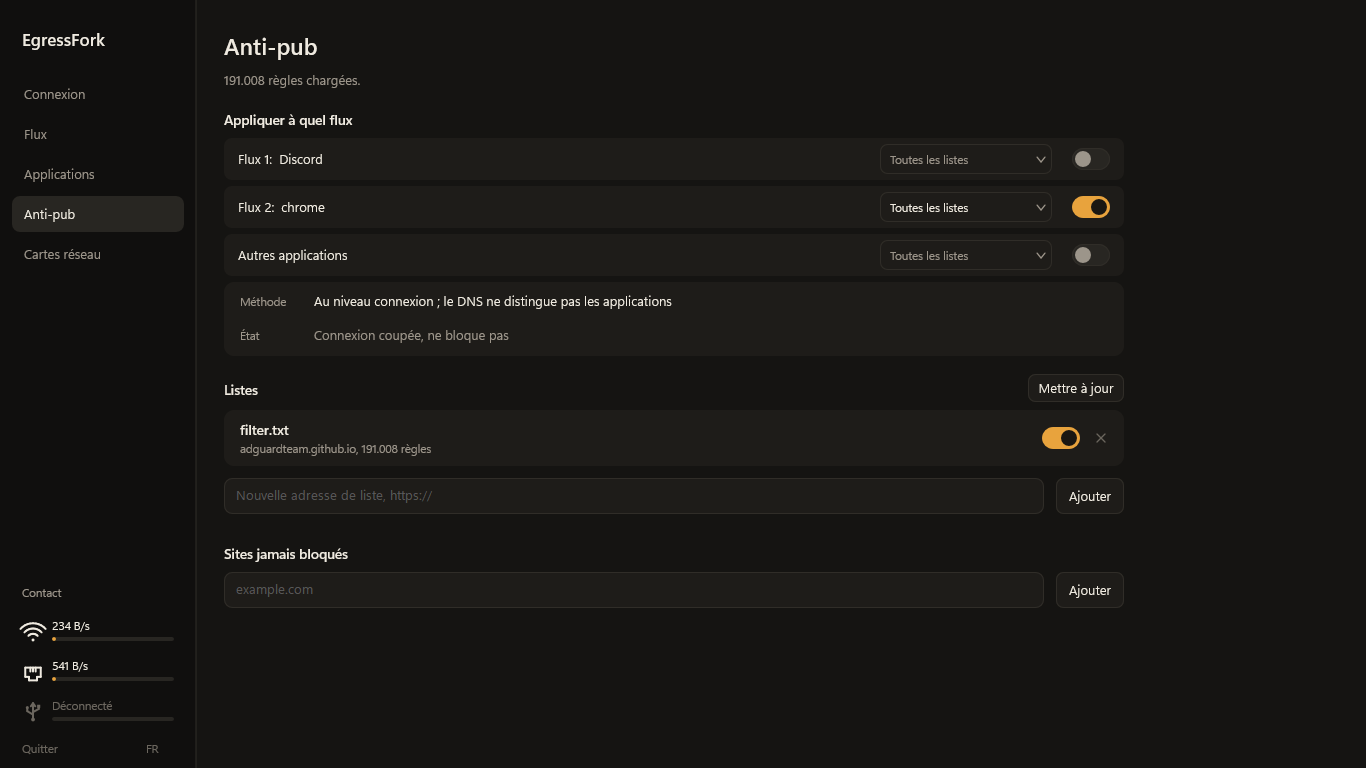 EgressFork
Connexion
Flux
Applications
Anti-pub
Cartes réseau
Contact
234 B/s
541 B/s
Déconnecté
Quitter FR
Anti-pub
191.008 règles chargées.
Appliquer à quel flux
Flux 1: Discord Toutes les listes
Flux 2: chrome Toutes les listes
Autres applications Toutes les listes
Méthode Au niveau connexion ; le DNS ne distingue pas les applications
État Connexion coupée, ne bloque pas
Listes Mettre à jour
filter.txt
adguardteam.github.io, 191.008 règles
Nouvelle adresse de liste, https:// Ajouter
Sites jamais bloqués
example.com Ajouter